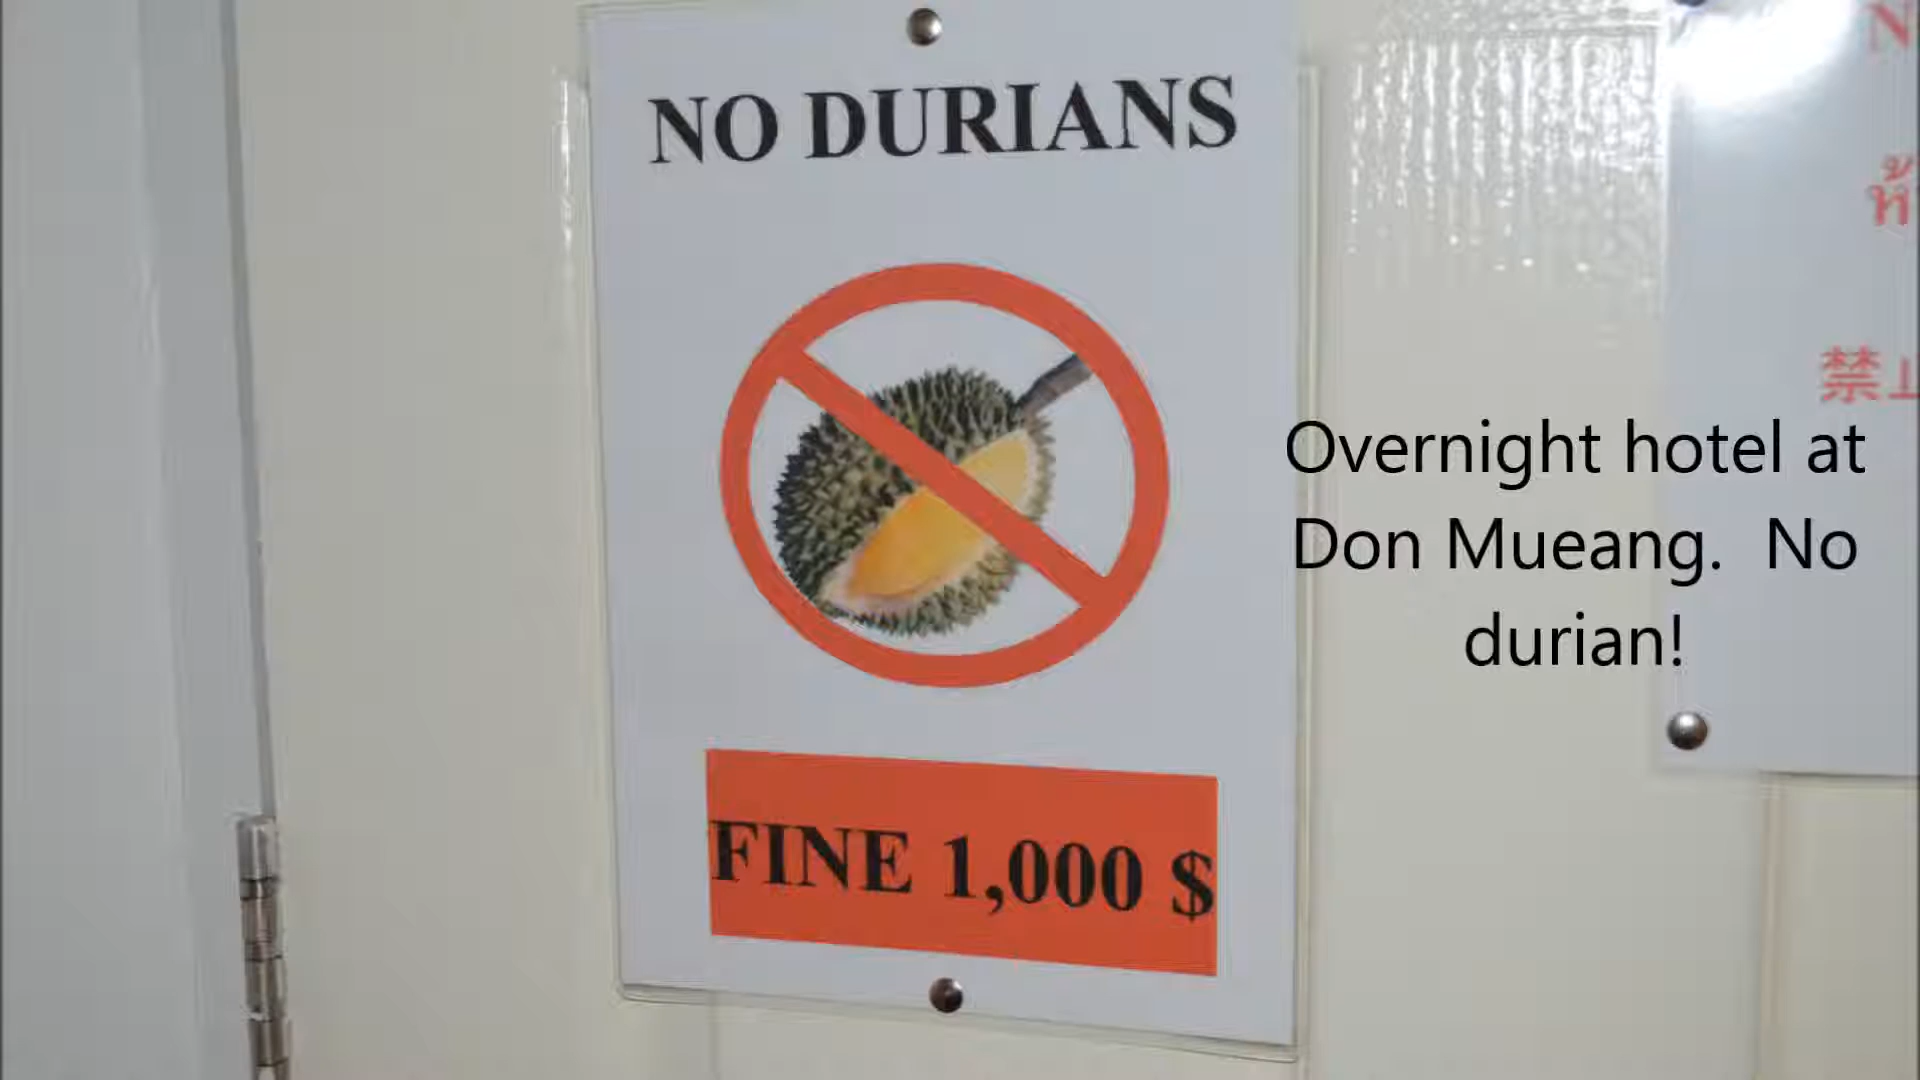 NO DURIANS
FINE 1,000 $
禁止
Overnight hotel at
Don Mueang.  No
durian!